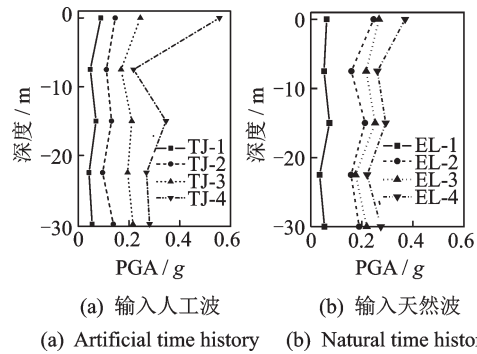 0
−10
−20
−30
深度 / m
TJ-1
TJ-2
TJ-3
TJ-4
0 0.2 0.4 0.6
PGA / g
(a) 输入人工波
(a) Artificial time history
0
−10
−20
−30
深度 / m
EL-1
EL-2
EL-3
EL-4
0 0.2 0.4 0.6
PGA / g
(b) 输入天然波
(b) Natural time histor